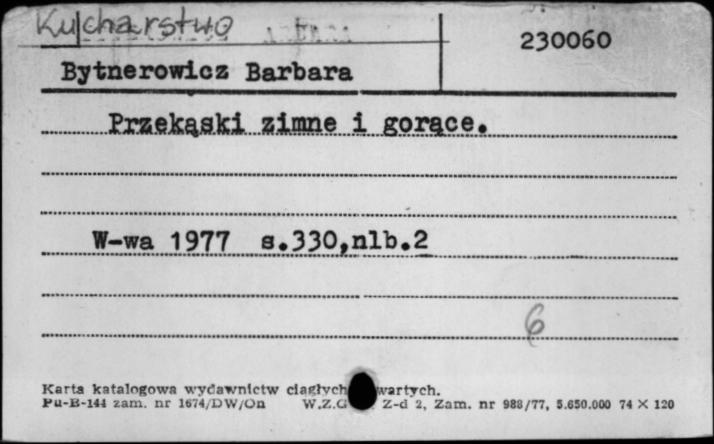 Kucharstwo
230060
Bytnerowicz Barbara
Przekąski zimne i gorące.
W-wa 1977 s.330,nlb.2
6
Karta katalogowa wydawnictw ciągłych wartych.
Pu-B-144 zam. nr 1674/DW/On W.Z.G Z-d 2, Zam. nr 988/77, 5.650.000 74 X 120